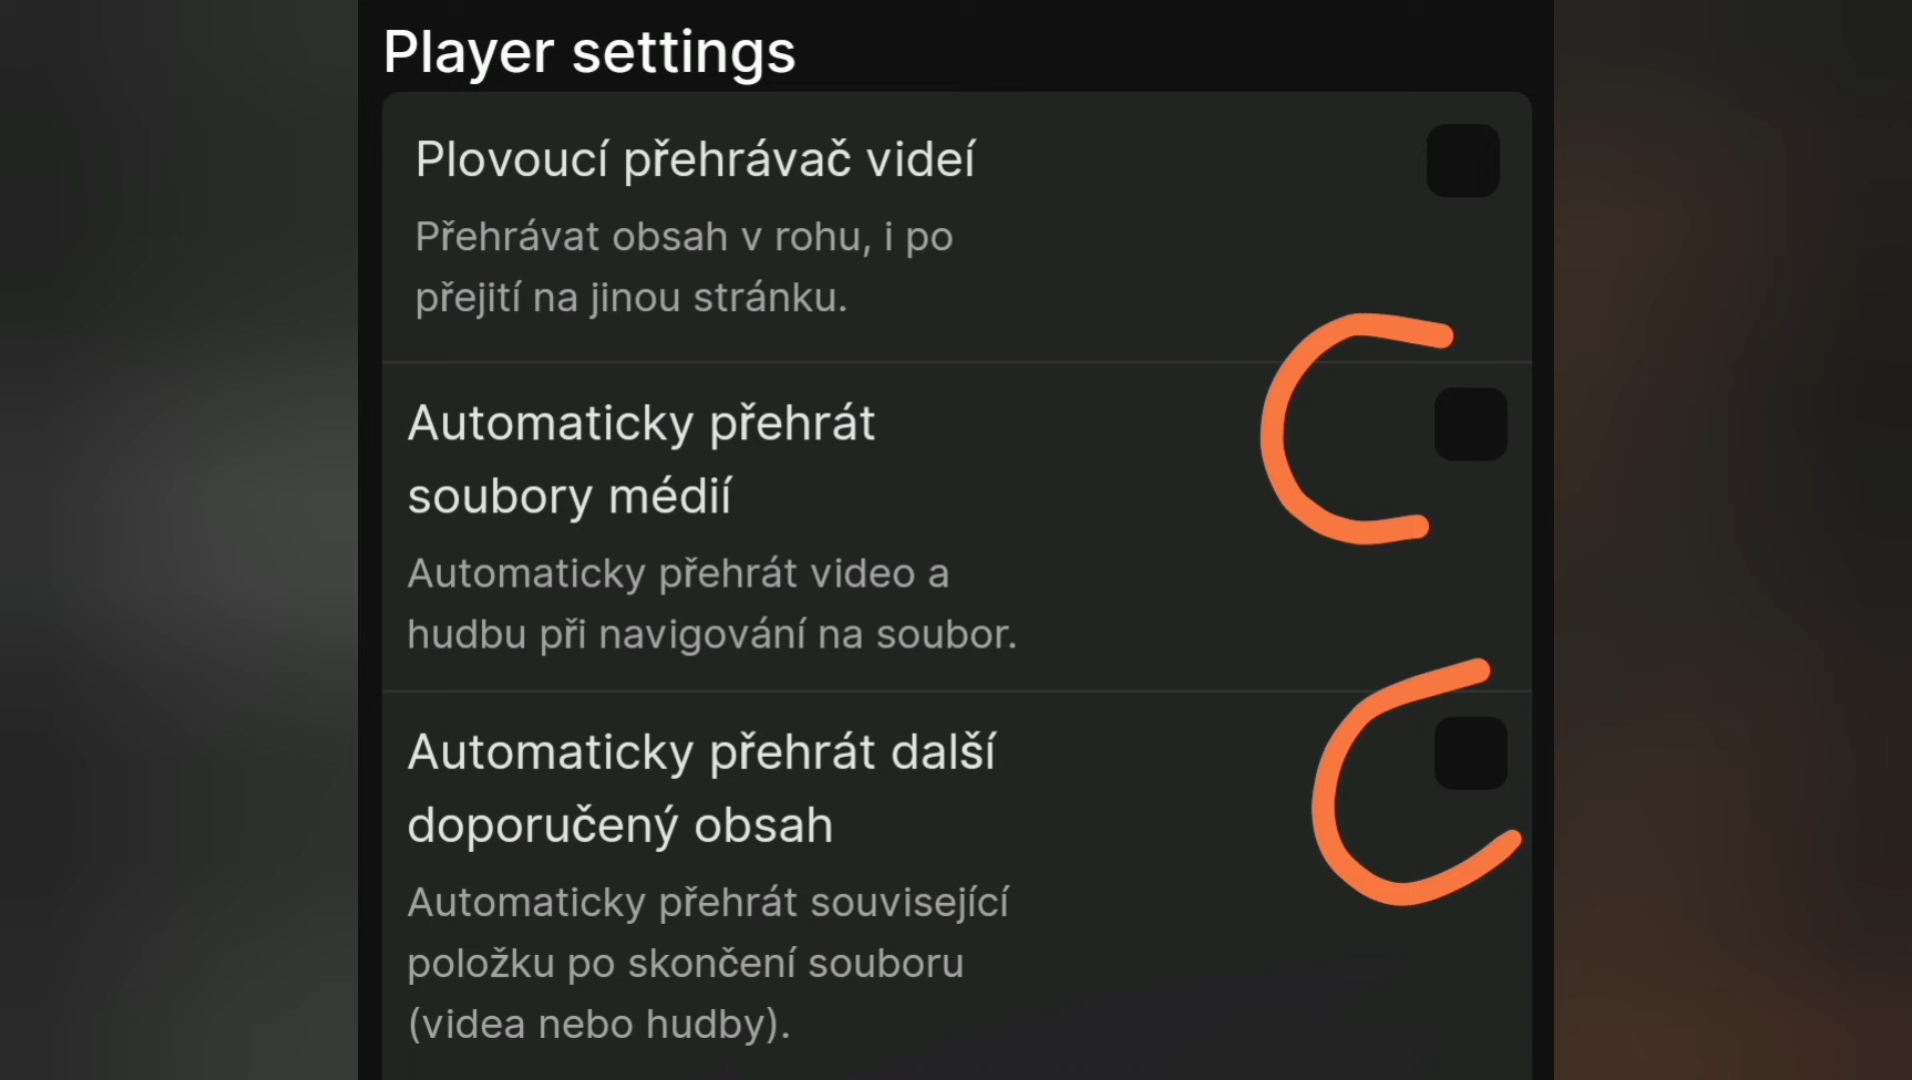 Player settings
Plovoucí přehrávač videí
Přehrávat obsah v rohu, i po
přejití na jinou stránku.
Automaticky přehrát
soubory médií
Automaticky přehrát video a
hudbu při navigování na soubor.
Automaticky přehrát další
doporučený obsah
Automaticky přehrát související
položku po skončení souboru
(videa nebo hudby).